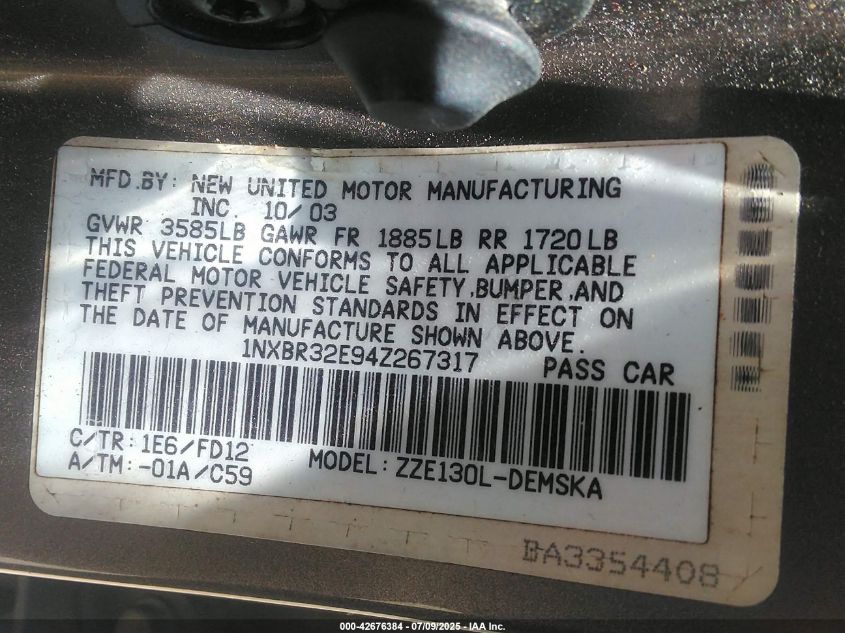 MFD.BY: NEW UNITED MOTOR MANUFACTURING
INC. 10/03
GVWR 3585LB GAWR FR 1885LB RR 1720LB
THIS VEHICLE CONFORMS TO ALL APPLICABLE
FEDERAL MOTOR VEHICLE SAFETY,BUMPER,AND
THEFT PREVENTION STANDARDS IN EFFECT ON
THE DATE OF MANUFACTURE SHOWN ABOVE.
1NXBR32E94Z267317 PASS CAR
C/TR: 1E6/FD12
A/TM:-01A/C59 MODEL: ZZE130L-DEMSKA
BA3354408
000-42676384 - 07/09/2025 - IAA Inc.